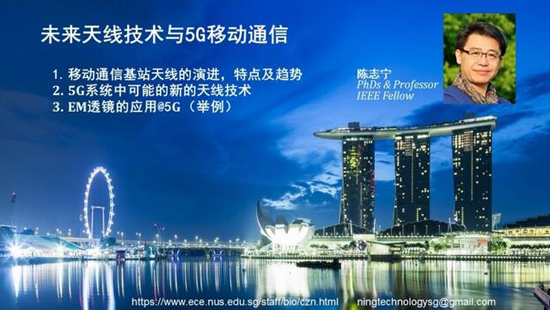 未来天线技术与5G移动通信
1. 移动通信基站天线的演进，特点及趋势
2. 5G系统中可能的新的天线技术
3. EM透镜的应用@5G（举例）
陈志宁
PhDs & Professor
IEEE Fellow
https://www.ece.nus.edu.sg/staff/bio/czn.html ningtechnologysg@gmail.com